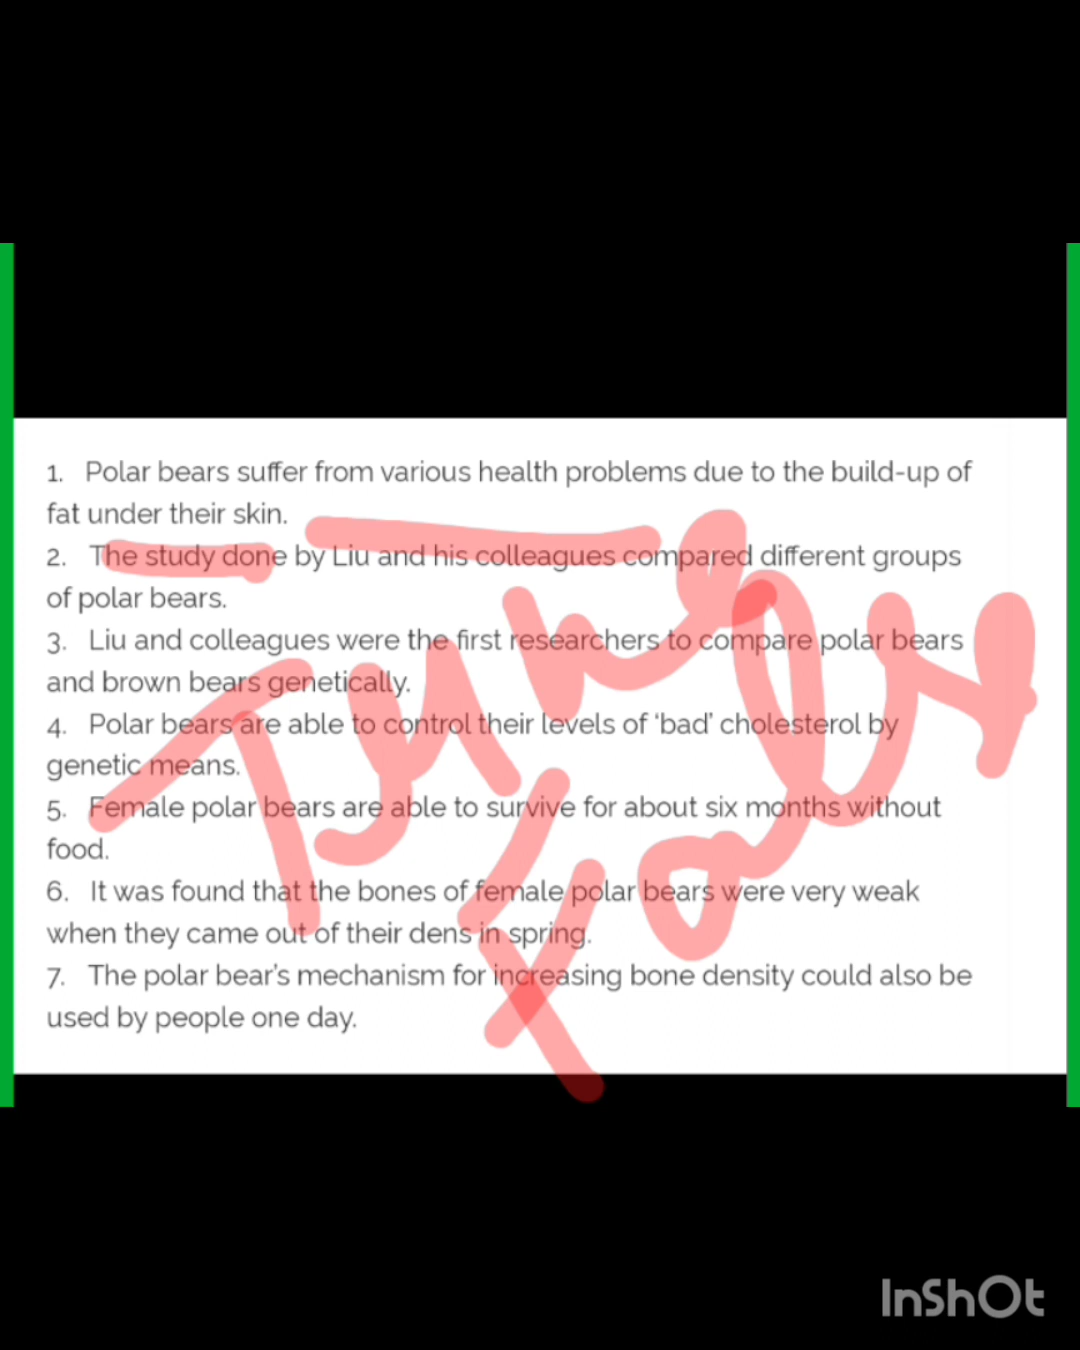 1. Polar bears suffer from various health problems due to the build-up of
fat under their skin.
2. The study done by Liu and his colleagues compared different groups
of polar bears.
3. Liu and colleagues were the first researchers to compare polar bears
and brown bears genetically.
4. Polar bears are able to control their levels of 'bad' cholesterol by
genetic means.
5. Female polar bears are able to survive for about six months without
food.
6. It was found that the bones of female polar bears were very weak
when they came out of their dens in spring.
7. The polar bear's mechanism for increasing bone density could also be
used by people one day.
True
False
InShOt